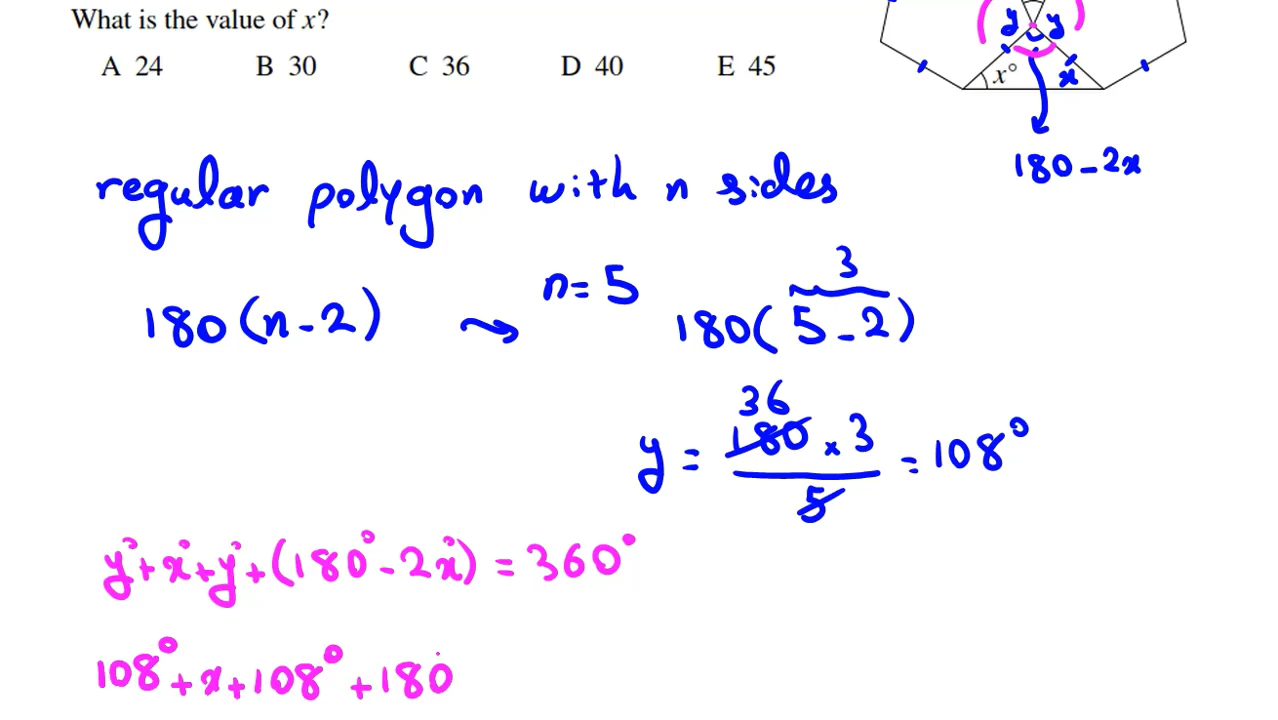 What is the value of x?
A 24 B 30 C 36 D 40 E 45
y y
x° x
180-2x
regular polygon with n sides
n=5 3
180(n-2) 180(5-2)
36
y = 180 × 3 / 5 = 108°
y°+x°+y°+(180°-2x°)=360°
108°+x+108°+180